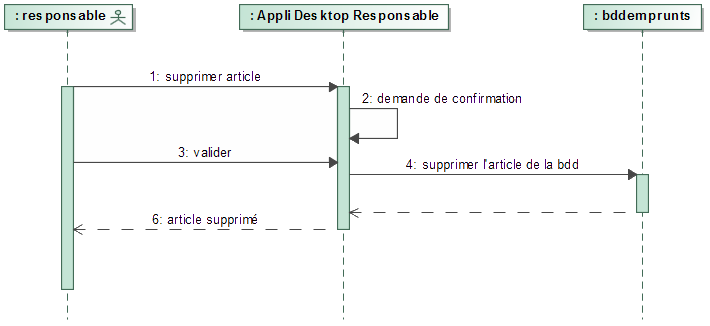 : responsable
: Appli Desktop Responsable
: bddemprunts
1: supprimer article
2: demande de confirmation
3: valider
4: supprimer l'article de la bdd
6: article supprimé